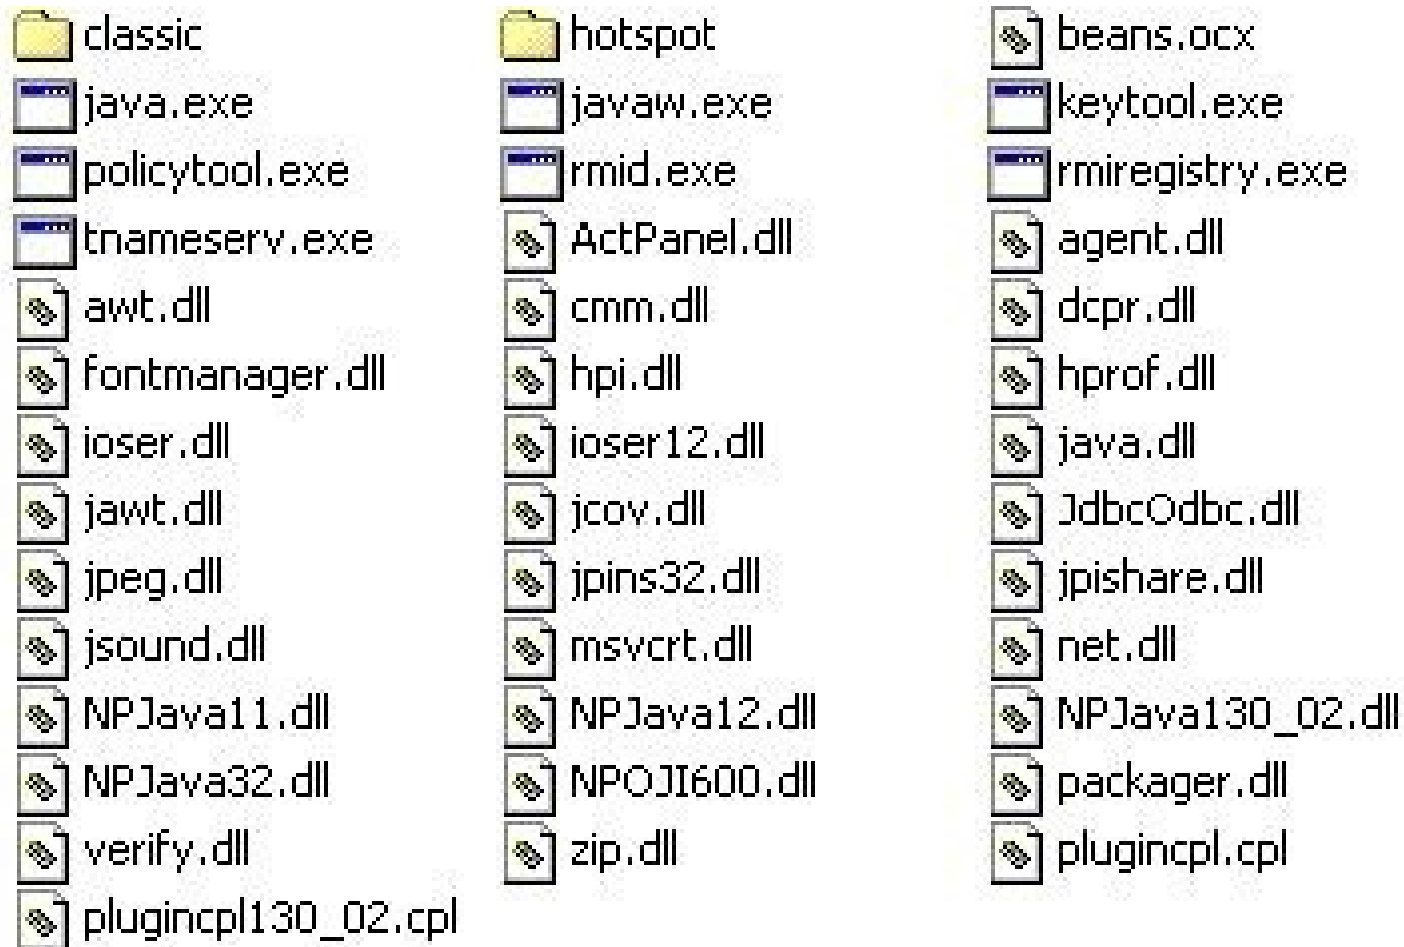 classic hotspot beans.ocx
java.exe javaw.exe keytool.exe
policytool.exe rmid.exe rmiregistry.exe
tnameserv.exe ActPanel.dll agent.dll
awt.dll cmm.dll dcpr.dll
fontmanager.dll hpi.dll hprof.dll
ioser.dll ioser12.dll java.dll
jawt.dll jcov.dll JdbcOdbc.dll
jpeg.dll jpins32.dll jpishare.dll
jsound.dll msvcrt.dll net.dll
NPJava11.dll NPJava12.dll NPJava130_02.dll
NPJava32.dll NPOJI600.dll packager.dll
verify.dll zip.dll plugincpl.cpl
plugincpl130_02.cpl